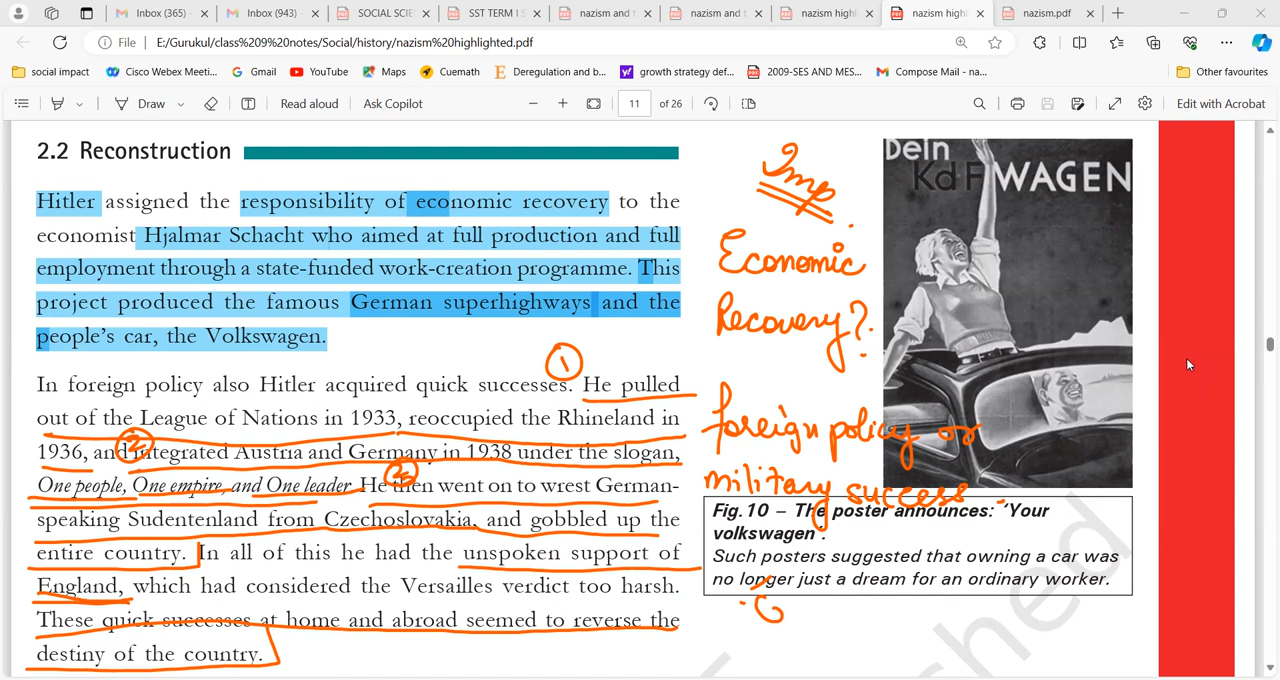 Inbox (365)
Inbox (943)
SOCIAL SCIE
SST TERM I S
nazism and t
nazism and t
nazism highl
nazism highl
nazism.pdf
File
E:/Gurukul/class%209%20notes/Social/history/nazism%20highlighted.pdf
social impact
Cisco Webex Meeti...
Gmail
YouTube
Maps
Cuemath
Deregulation and b...
growth strategy def...
2009-SES AND MES...
Compose Mail - na...
Other favourites
Draw
Read aloud
Ask Copilot
11
of 26
Edit with Acrobat
2.2 Reconstruction
Hitler assigned the responsibility of economic recovery to the
economist Hjalmar Schacht who aimed at full production and full
employment through a state-funded work-creation programme. This
project produced the famous German superhighways and the
people's car, the Volkswagen.
1
In foreign policy also Hitler acquired quick successes. He pulled
out of the League of Nations in 1933, reoccupied the Rhineland in
2
1936, and integrated Austria and Germany in 1938 under the slogan,
One people, One empire, and One leader. He then went on to wrest German-
speaking Sudentenland from Czechoslovakia, and gobbled up the
entire country. In all of this he had the unspoken support of
England, which had considered the Versailles verdict too harsh.
These quick successes at home and abroad seemed to reverse the
destiny of the country.
Imp
Economic
Recovery?
foreign policy or
military success
Dein
KdF WAGEN
Fig.10 – The poster announces: 'Your
volkswagen'.
Such posters suggested that owning a car was
no longer just a dream for an ordinary worker.